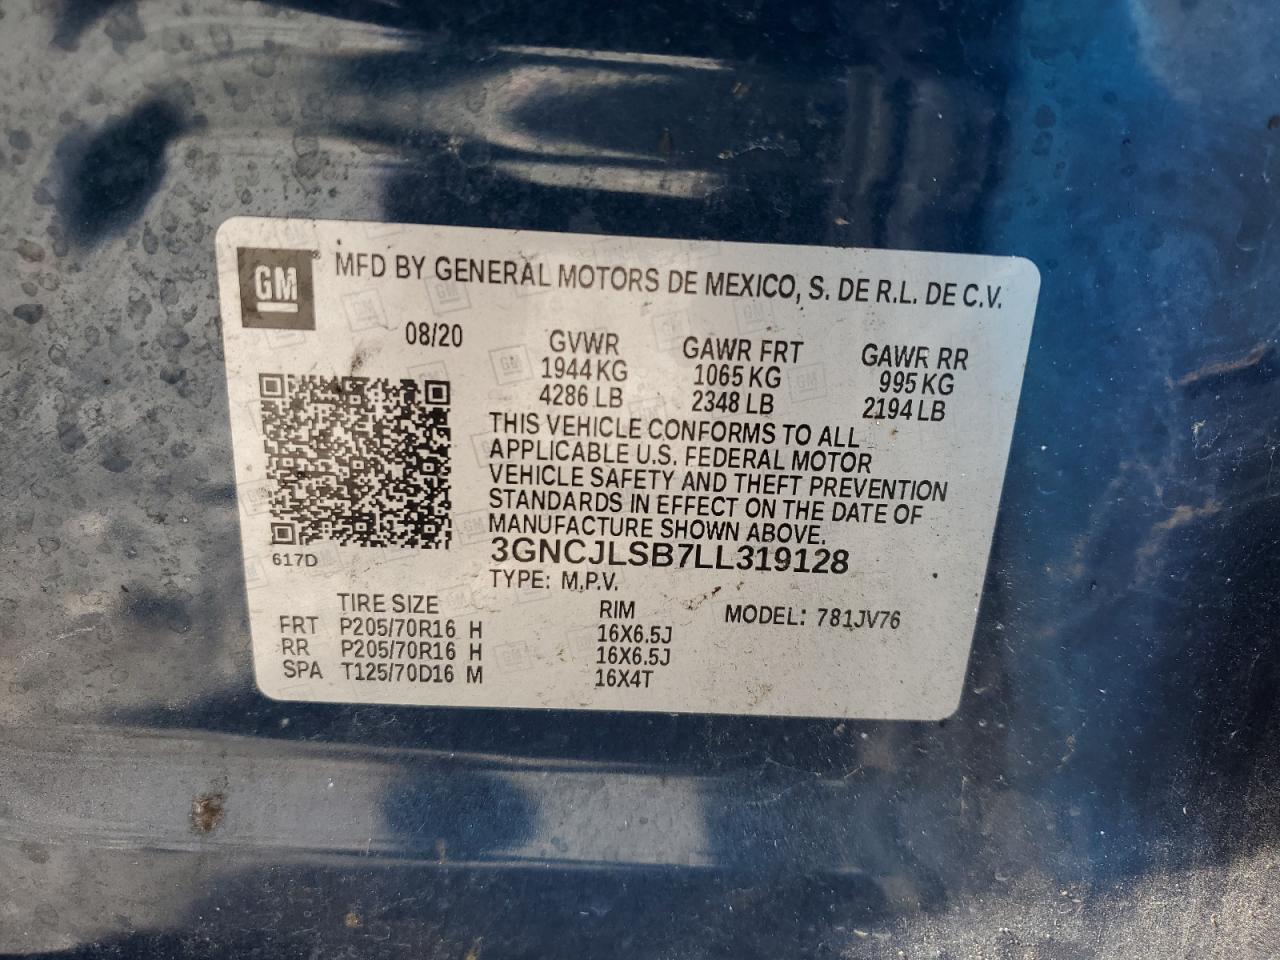 GM MFD BY GENERAL MOTORS DE MEXICO, S. DE R.L. DE C.V.
08/20 GVWR GAWR FRT GAWR RR
1944 KG 1065 KG 995 KG
4286 LB 2348 LB 2194 LB
THIS VEHICLE CONFORMS TO ALL
APPLICABLE U.S. FEDERAL MOTOR
VEHICLE SAFETY AND THEFT PREVENTION
STANDARDS IN EFFECT ON THE DATE OF
MANUFACTURE SHOWN ABOVE.
617D 3GNCJLSB7LL319128
TYPE: M.P.V.
TIRE SIZE RIM MODEL: 781JV76
FRT P205/70R16 H 16X6.5J
RR P205/70R16 H 16X6.5J
SPA T125/70D16 M 16X4T